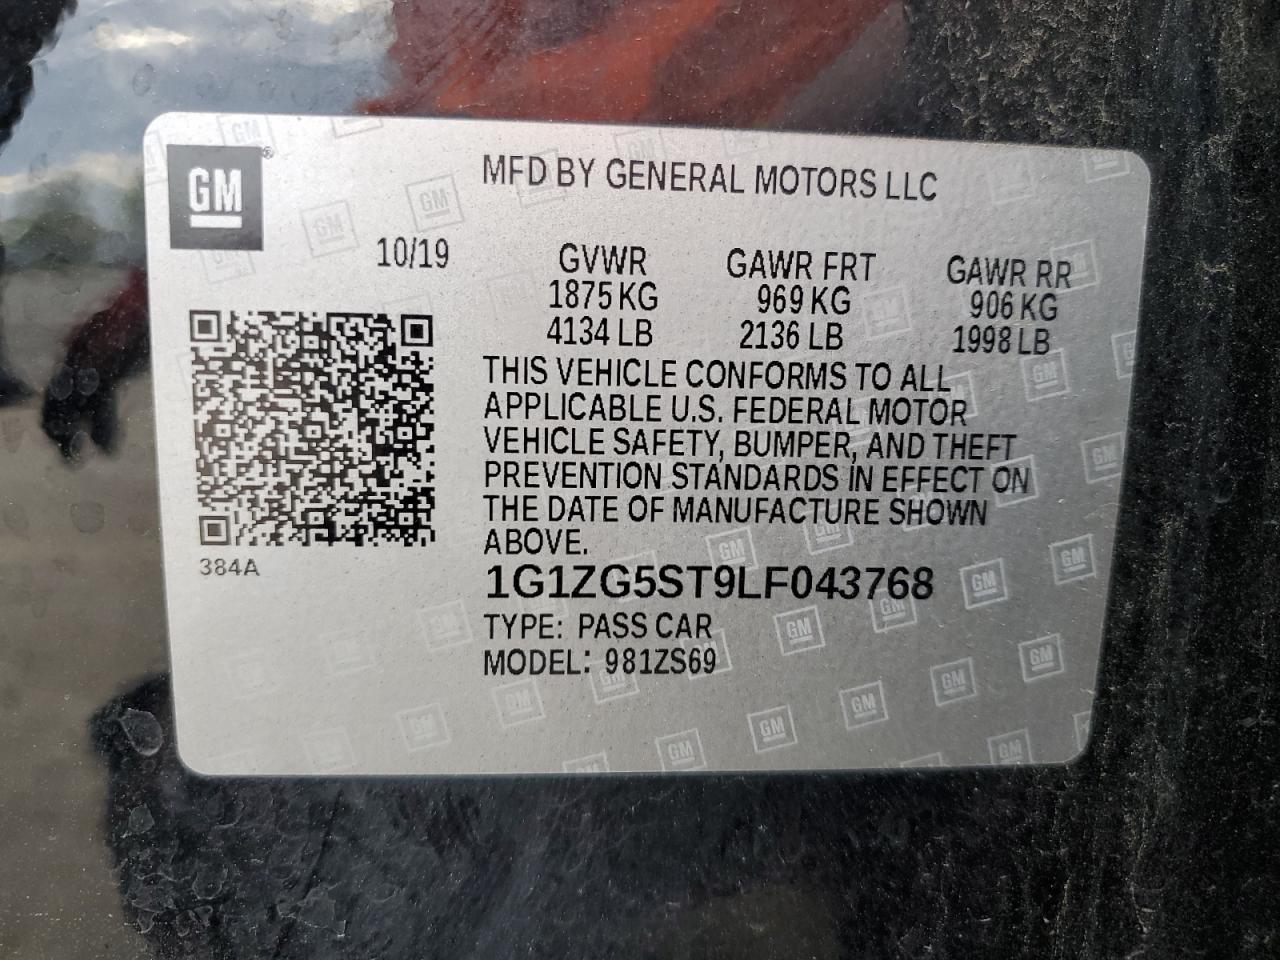 GM®
MFD BY GENERAL MOTORS LLC
10/19
GVWR GAWR FRT GAWR RR
1875 KG 969 KG 906 KG
4134 LB 2136 LB 1998 LB
THIS VEHICLE CONFORMS TO ALL
APPLICABLE U.S. FEDERAL MOTOR
VEHICLE SAFETY, BUMPER, AND THEFT
PREVENTION STANDARDS IN EFFECT ON
THE DATE OF MANUFACTURE SHOWN
ABOVE.
384A
1G1ZG5ST9LF043768
TYPE: PASS CAR
MODEL: 981ZS69